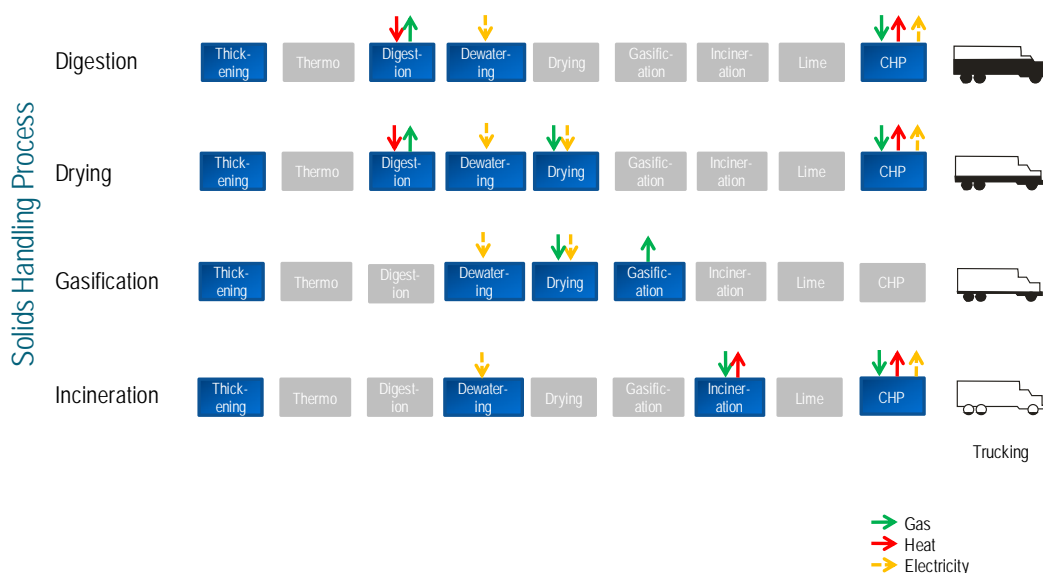 Solids Handling Process
Digestion
Thick-
ening
Thermo
Digest-
ion
Dewater-
ing
Drying
Gasific-
ation
Inciner-
ation
Lime
CHP
Drying
Thick-
ening
Thermo
Digest-
ion
Dewater-
ing
Drying
Gasific-
ation
Inciner-
ation
Lime
CHP
Gasification
Thick-
ening
Thermo
Digest-
ion
Dewater-
ing
Drying
Gasific-
ation
Inciner-
ation
Lime
CHP
Incineration
Thick-
ening
Thermo
Digest-
ion
Dewater-
ing
Drying
Gasific-
ation
Inciner-
ation
Lime
CHP
Trucking
Gas
Heat
Electricity